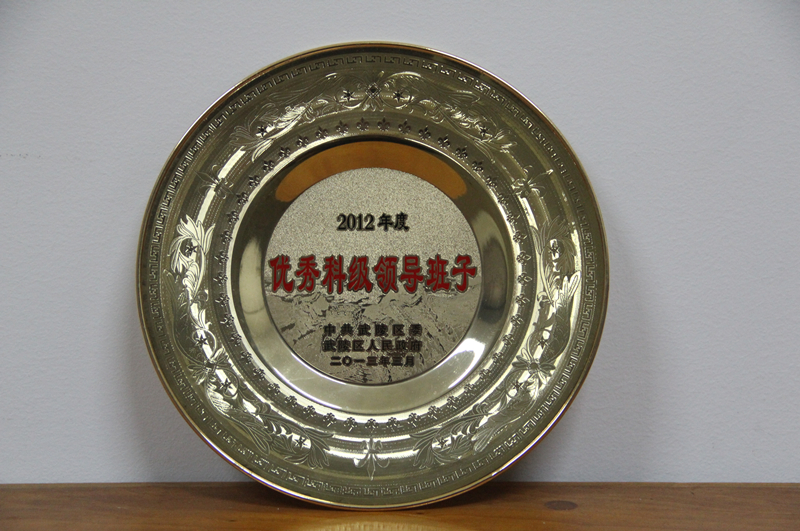 2012年度
优秀科级领导班子
中共武陵区委
武陵区人民政府
二〇一三年三月